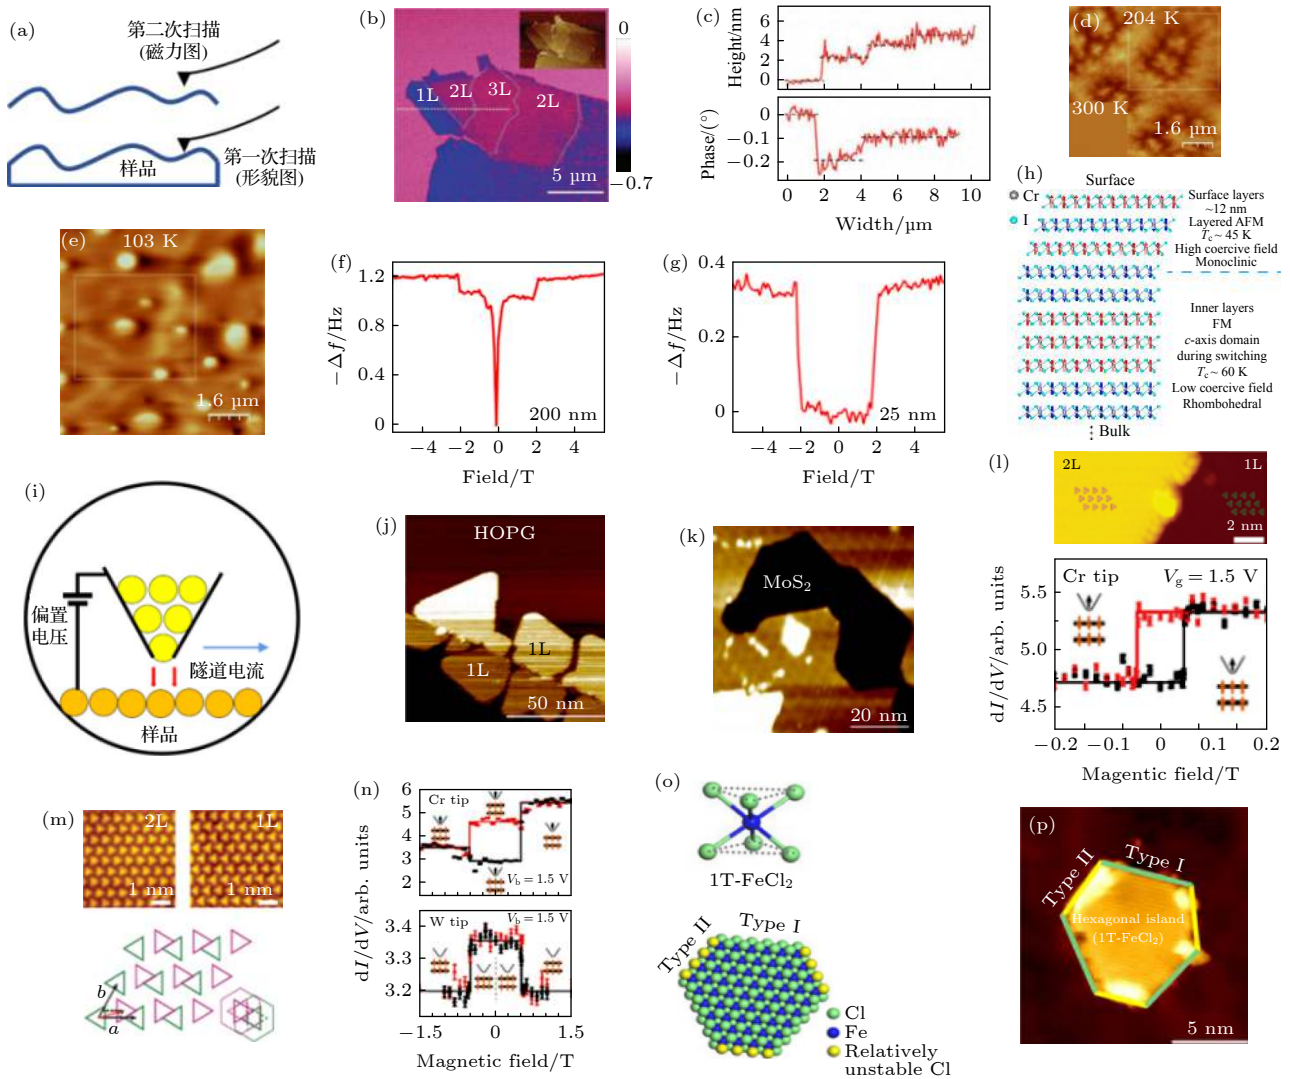 (a)
第二次扫描
(磁力图)
样品
第一次扫描
(形貌图)
(b)
1L
2L
3L
2L
5 μm
0
−0.7
(c)
Height/nm
6
4
2
0
Phase/(°)
0
−0.1
−0.2
0 2 4 6 8 10
Width/μm
(d)
204 K
300 K
1.6 μm
(e)
103 K
1.6 μm
(f)
−Δf/Hz
1.2
0.8
0.4
0
200 nm
−4 −2 0 2 4
Field/T
(g)
−Δf/Hz
0.4
0.2
0
25 nm
−4 −2 0 2 4
Field/T
(h)
Surface
Cr
I
Surface layers
~12 nm
Layered AFM
Tc ~ 45 K
High coercive field
Monoclinic
Inner layers
FM
c-axis domain
during switching
Tc ~ 60 K
Low coercive field
Rhombohedral
Bulk
(i)
偏置
电压
隧道电流
样品
(j)
HOPG
1L
1L
50 nm
(k)
MoS2
20 nm
(l)
2L
1L
2 nm
dI/dV/arb. units
5.5
5.0
4.5
Cr tip
Vg = 1.5 V
−0.2 −0.1 0 0.1 0.2
Magentic field/T
(m)
2L
1L
1 nm
1 nm
b
a
(n)
dI/dV/arb. units
6
5
4
3
2
Cr tip
Vb = 1.5 V
3.4
3.3
3.2
W tip
Vb = 1.5 V
−1.5 0 1.5
Magnetic field/T
(o)
1T-FeCl2
Type II
Type I
Cl
Fe
Relatively
unstable Cl
(p)
Type II
Type I
Hexagonal island
(1T-FeCl2)
5 nm